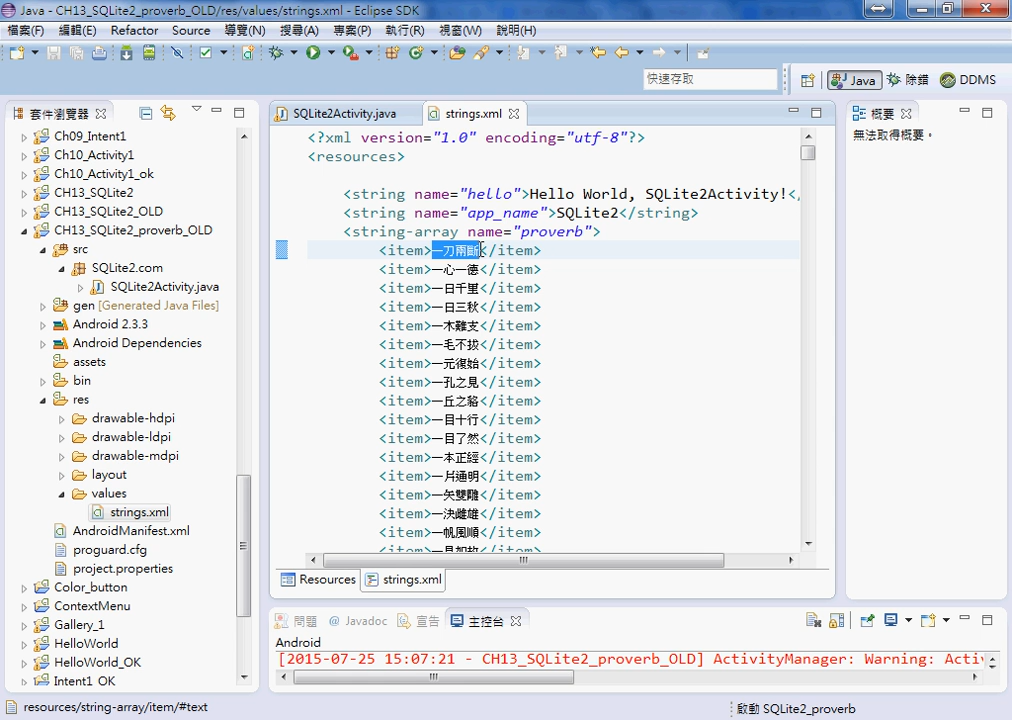 Java - CH13_SQLite2_proverb_OLD/res/values/strings.xml - Eclipse SDK
檔案(F) 編輯(E) Refactor Source 導覽(N) 搜尋(A) 專案(P) 執行(R) 視窗(W) 說明(H)
快速存取
Java 除錯 DDMS
套件瀏覽器
Ch09_Intent1
Ch10_Activity1
Ch10_Activity1_ok
CH13_SQLite2
CH13_SQLite2_OLD
CH13_SQLite2_proverb_OLD
src
SQLite2.com
SQLite2Activity.java
gen [Generated Java Files]
Android 2.3.3
Android Dependencies
assets
bin
res
drawable-hdpi
drawable-ldpi
drawable-mdpi
layout
values
strings.xml
AndroidManifest.xml
proguard.cfg
project.properties
Color_button
ContextMenu
Gallery_1
HelloWorld
HelloWorld_OK
Intent1 OK
SQLite2Activity.java strings.xml
<?xml version="1.0" encoding="utf-8"?>
<resources>
<string name="hello">Hello World, SQLite2Activity!</
<string name="app_name">SQLite2</string>
<string-array name="proverb">
<item>一刀兩斷</item>
<item>一心一德</item>
<item>一日千里</item>
<item>一日三秋</item>
<item>一木難支</item>
<item>一毛不拔</item>
<item>一元復始</item>
<item>一孔之見</item>
<item>一丘之貉</item>
<item>一目十行</item>
<item>一目了然</item>
<item>一本正經</item>
<item>一片通明</item>
<item>一矢雙鵰</item>
<item>一決雌雄</item>
<item>一帆風順</item>
<item>一見如故</item>
Resources strings.xml
概要
無法取得概要。
問題 @ Javadoc 宣告 主控台
Android
[2015-07-25 15:07:21 - CH13_SQLite2_proverb_OLD] ActivityManager: Warning: Activ
resources/string-array/item/#text
啟動 SQLite2_proverb